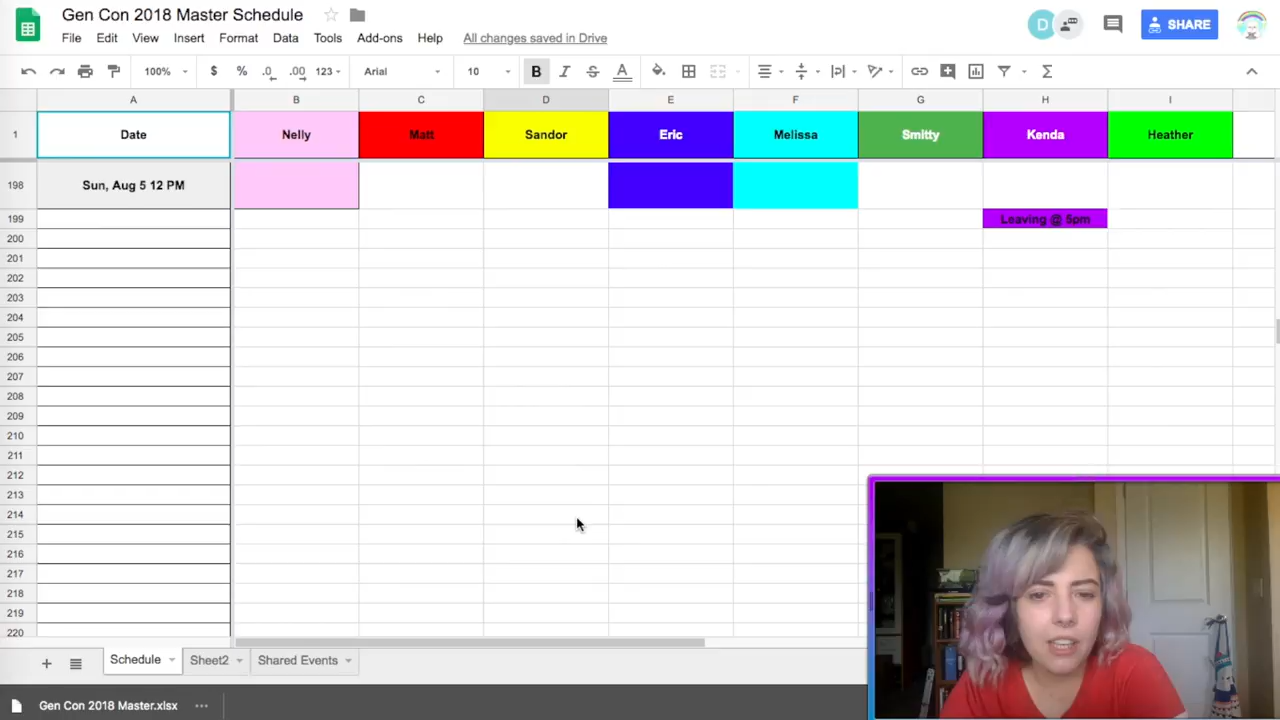 Gen Con 2018 Master Schedule
D
SHARE
File Edit View Insert Format Data Tools Add-ons Help All changes saved in Drive
100% $ % .0 .00 123 Arial 10 B I S A Σ
A B C D E F G H I
1 Date Nelly Matt Sandor Eric Melissa Smitty Kenda Heather
198 Sun, Aug 5 12 PM
199 Leaving @ 5pm
200
201
202
203
204
205
206
207
208
209
210
211
212
213
214
215
216
217
218
219
220
+ Schedule Sheet2 Shared Events
Gen Con 2018 Master.xlsx